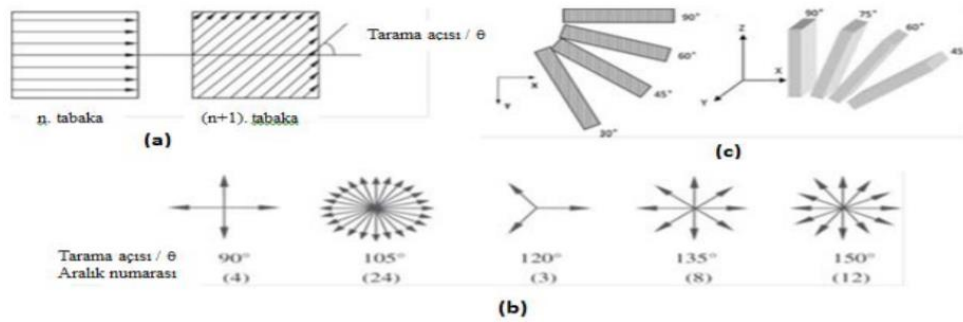 Tarama açısı / θ
n. tabaka
(n+1). tabaka
(a)
90°
60°
45°
30°
X
Y
Z
X
Y
90°
75°
60°
45
(c)
Tarama açısı / θ
90°
105°
120°
135°
150°
Aralık numarası
(4)
(24)
(3)
(8)
(12)
(b)